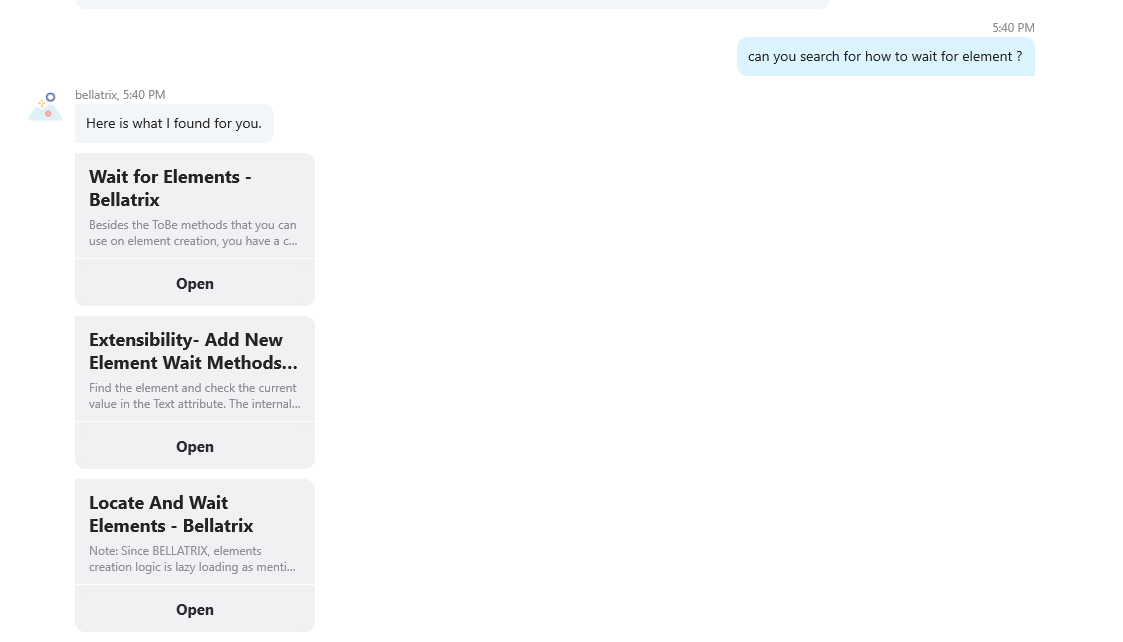 5:40 PM
can you search for how to wait for element ?
bellatrix, 5:40 PM
Here is what I found for you.
Wait for Elements -
Bellatrix
Besides the ToBe methods that you can
use on element creation, you have a c...
Open
Extensibility- Add New
Element Wait Methods...
Find the element and check the current
value in the Text attribute. The internal...
Open
Locate And Wait
Elements - Bellatrix
Note: Since BELLATRIX, elements
creation logic is lazy loading as menti...
Open